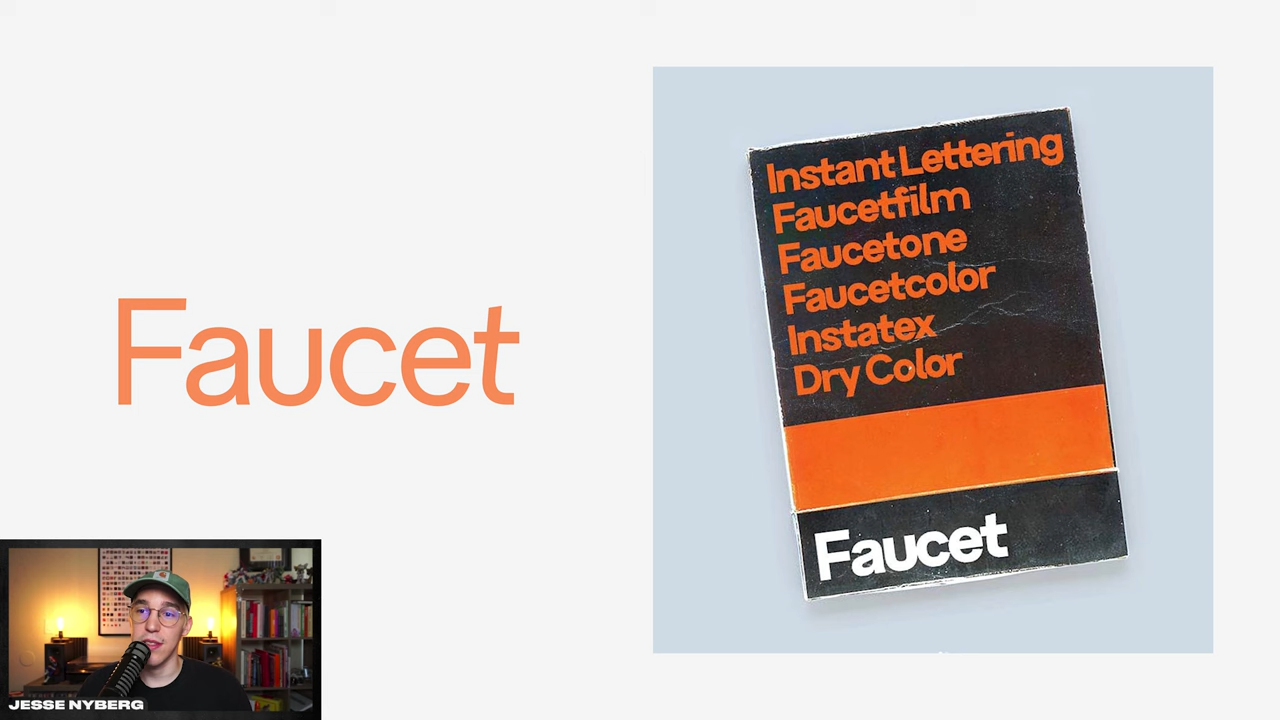 Faucet
Instant Lettering
Faucetfilm
Faucetone
Faucetcolor
Instatex
Dry Color
Faucet
JESSE NYBERG